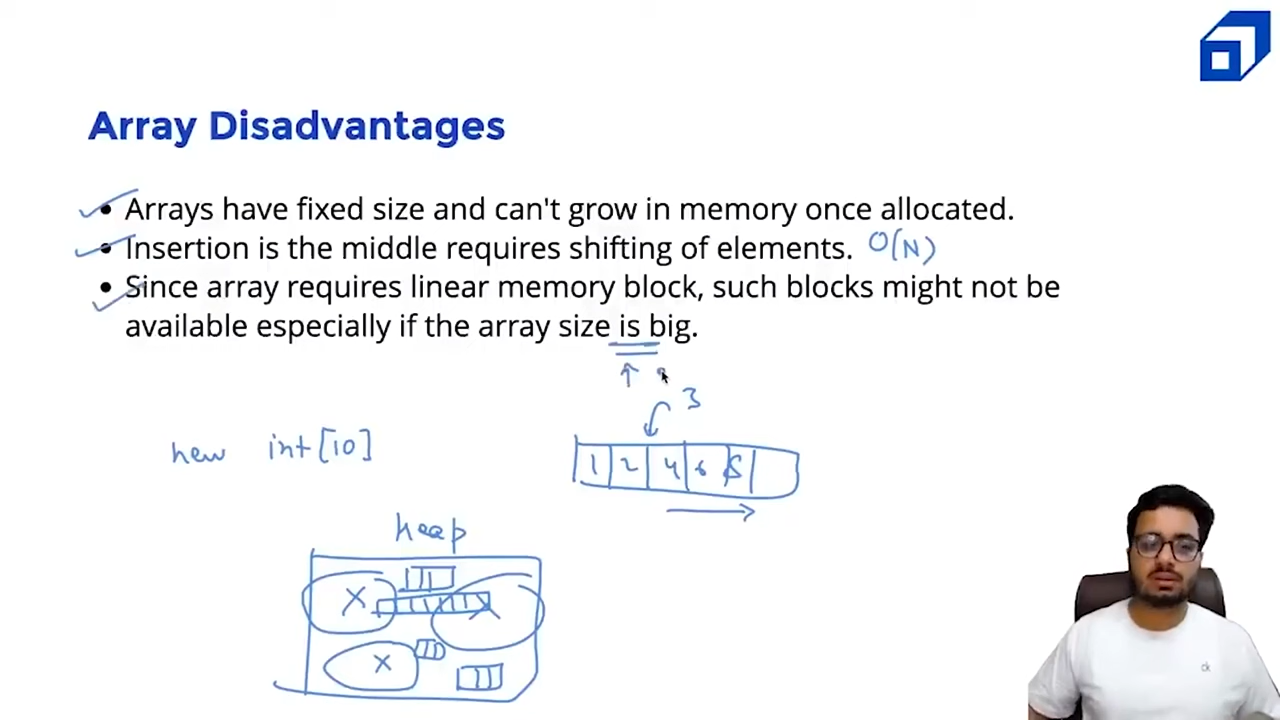 Array Disadvantages
• Arrays have fixed size and can't grow in memory once allocated.
• Insertion is the middle requires shifting of elements. O(N)
• Since array requires linear memory block, such blocks might not be
available especially if the array size is big.
3
new int[10]
1 2 4 6 5
heap
X X
X